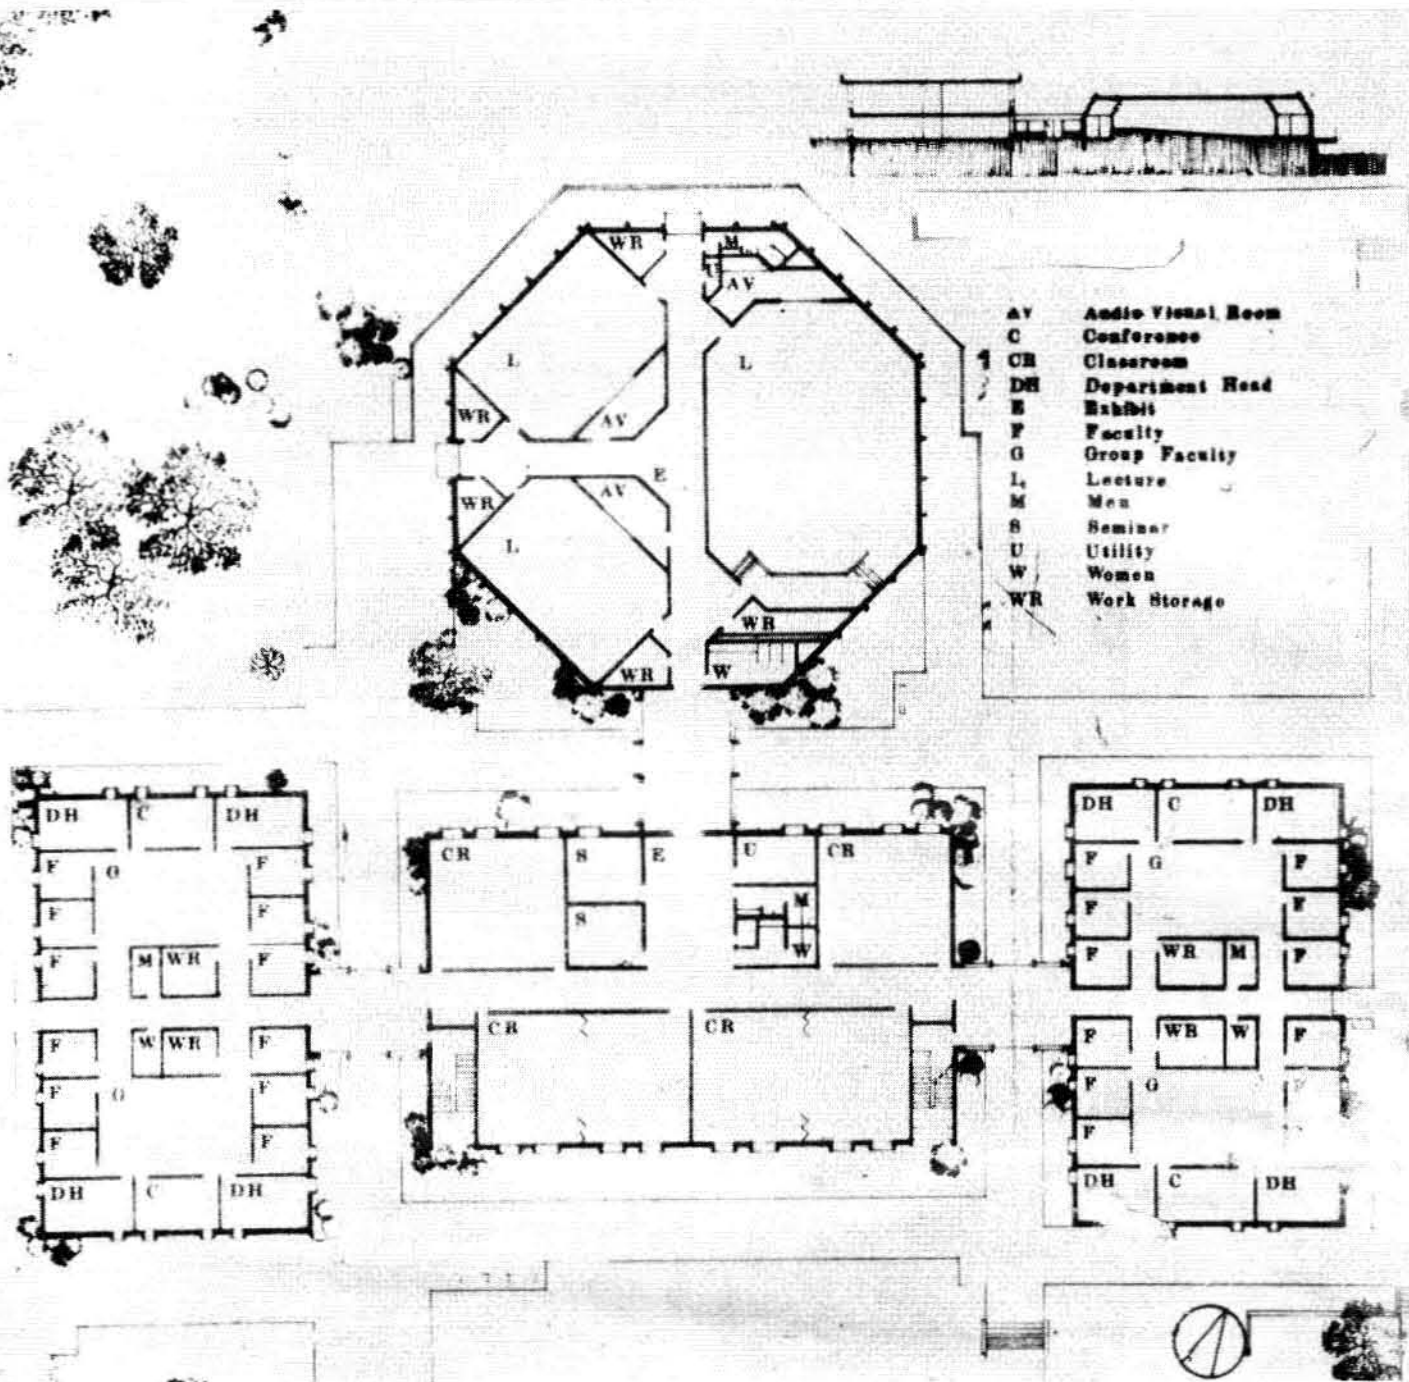 WR M
U AV
L L
WR AV
E
WR AV
L
WR
WR W
AV Audio Visual Room
C Conference
CR Classroom
DH Department Head
E Exhibit
F Faculty
G Group Faculty
L Lecture
M Men
S Seminar
U Utility
W Women
WR Work Storage
DH C DH
F G F
F F
F M WR F
F W WR F
F G F
F F
DH C DH
CR S E U CR
S M
W
CR CR
DH C DH
F G F
F F
F WR M F
F WR W F
F G F
F
DH C DH